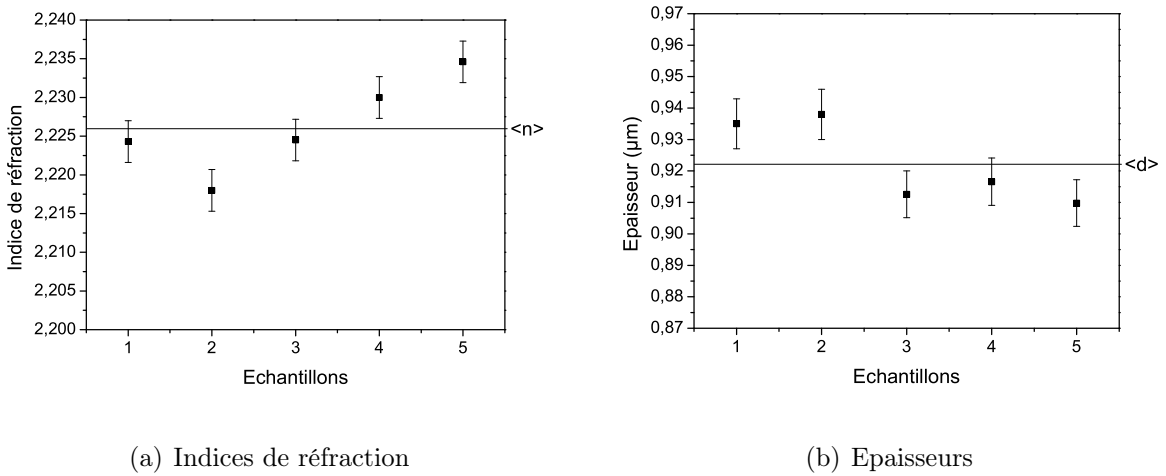 2,240
2,235
2,230
2,225
2,220
2,215
2,210
2,205
2,200
Indice de réfraction
<n>
1 2 3 4 5
Echantillons
(a) Indices de réfraction
0,97
0,96
0,95
0,94
0,93
0,92
0,91
0,90
0,89
0,88
0,87
Epaisseur (µm)
<d>
1 2 3 4 5
Echantillons
(b) Epaisseurs